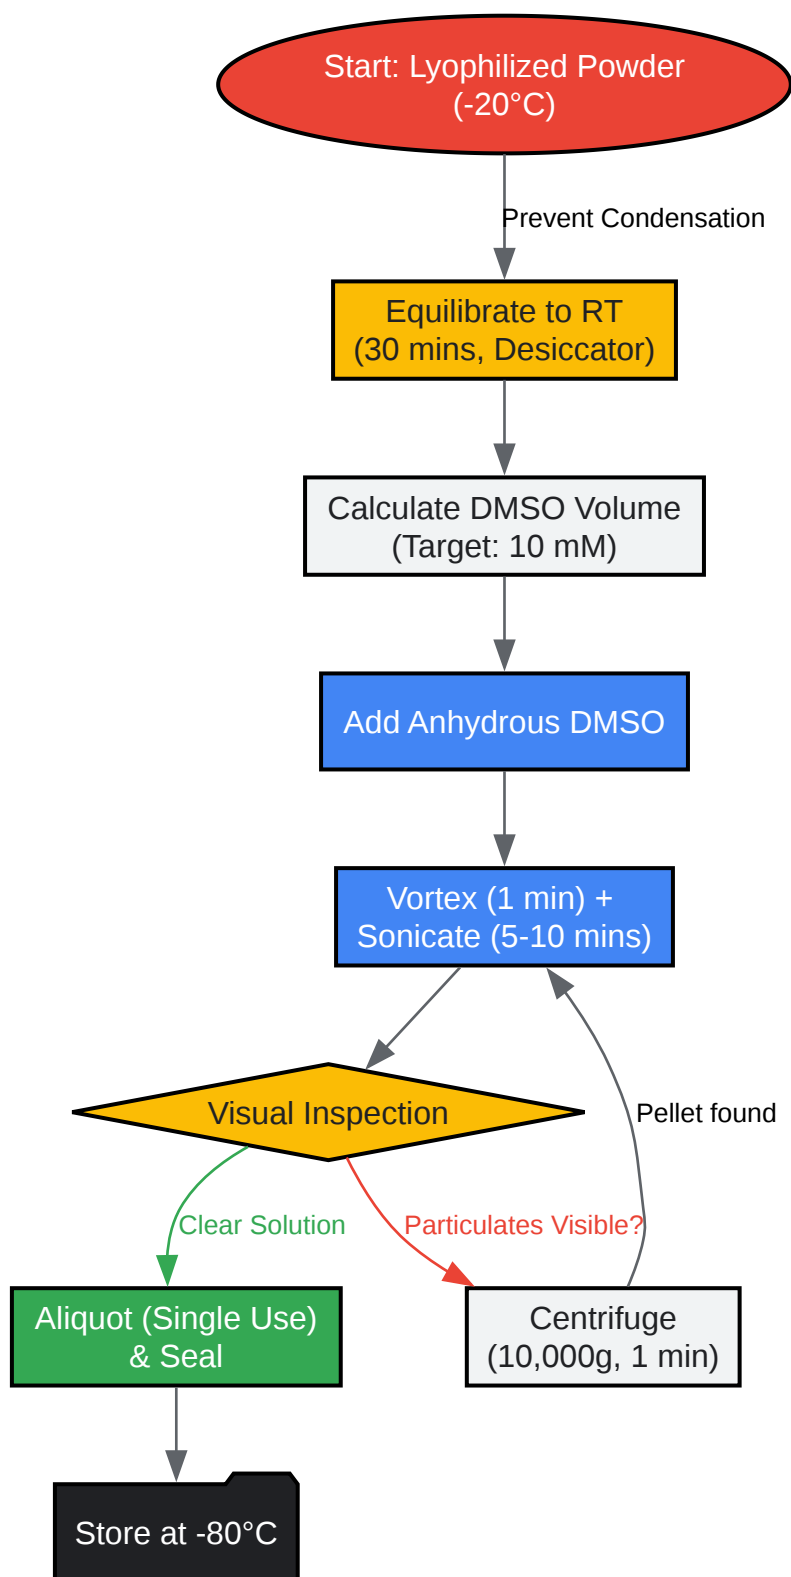 Start: Lyophilized Powder
(-20°C)
Prevent Condensation
Equilibrate to RT
(30 mins, Desiccator)
Calculate DMSO Volume
(Target: 10 mM)
Add Anhydrous DMSO
Vortex (1 min) +
Sonicate (5-10 mins)
Visual Inspection
Pellet found
Clear Solution
Particulates Visible?
Aliquot (Single Use)
& Seal
Centrifuge
(10,000g, 1 min)
Store at -80°C